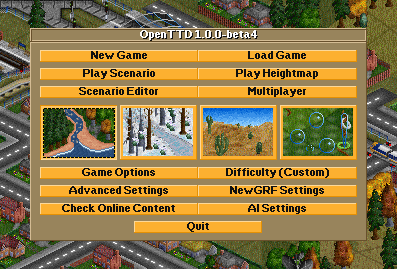 OpenTTD 1.0.0-beta4
New Game Load Game
Play Scenario Play Heightmap
Scenario Editor Multiplayer
Game Options Difficulty (Custom)
Advanced Settings NewGRF Settings
Check Online Content AI Settings
Quit